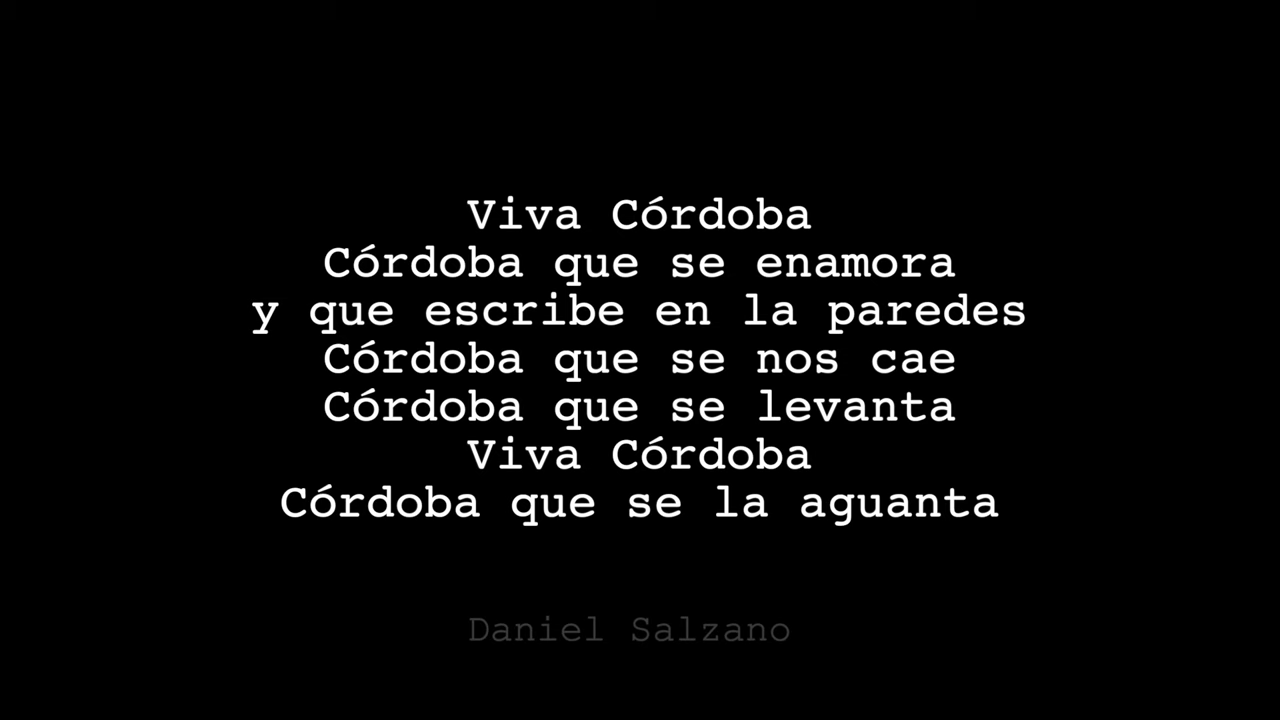 Viva Córdoba
Córdoba que se enamora
y que escribe en la paredes
Córdoba que se nos cae
Córdoba que se levanta
Viva Córdoba
Córdoba que se la aguanta
Daniel Salzano